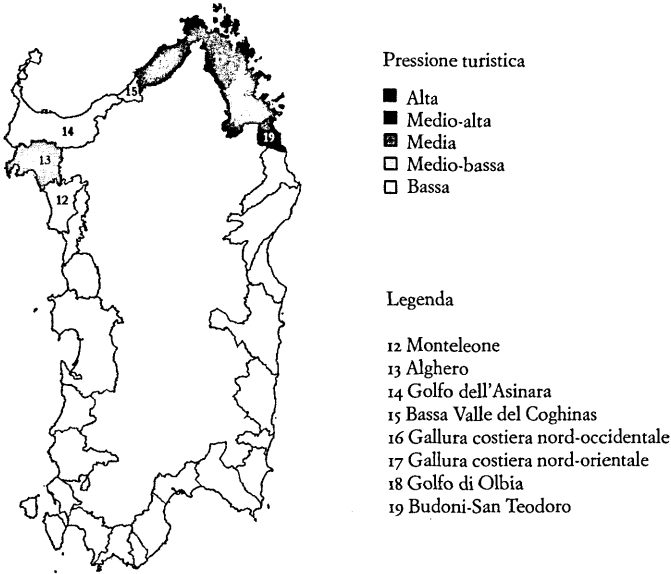 Pressione turistica
Alta
Medio-alta
Media
Medio-bassa
Bassa
15
14
19
13
12
Legenda
12 Monteleone
13 Alghero
14 Golfo dell'Asinara
15 Bassa Valle del Coghinas
16 Gallura costiera nord-occidentale
17 Gallura costiera nord-orientale
18 Golfo di Olbia
19 Budoni-San Teodoro